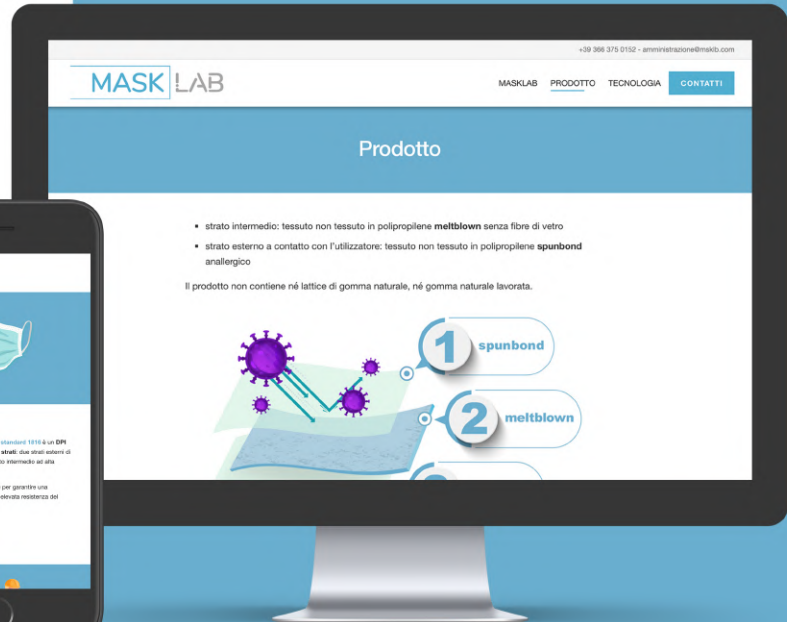 +39 366 375 0152 - amministrazione@msklb.com
MASK LAB
MASKLAB PRODOTTO TECNOLOGIA CONTATTI
Prodotto
• strato intermedio: tessuto non tessuto in polipropilene meltblown senza fibre di vetro
• strato esterno a contatto con l'utilizzatore: tessuto non tessuto in polipropilene spunbond
anallergico
Il prodotto non contiene né lattice di gomma naturale, né gomma naturale lavorata.
1 spunbond
2 meltblown
standard 1816 è un DPI
strati: due strati esterni di
intermedio ad alta
per garantire una
elevata resistenza del